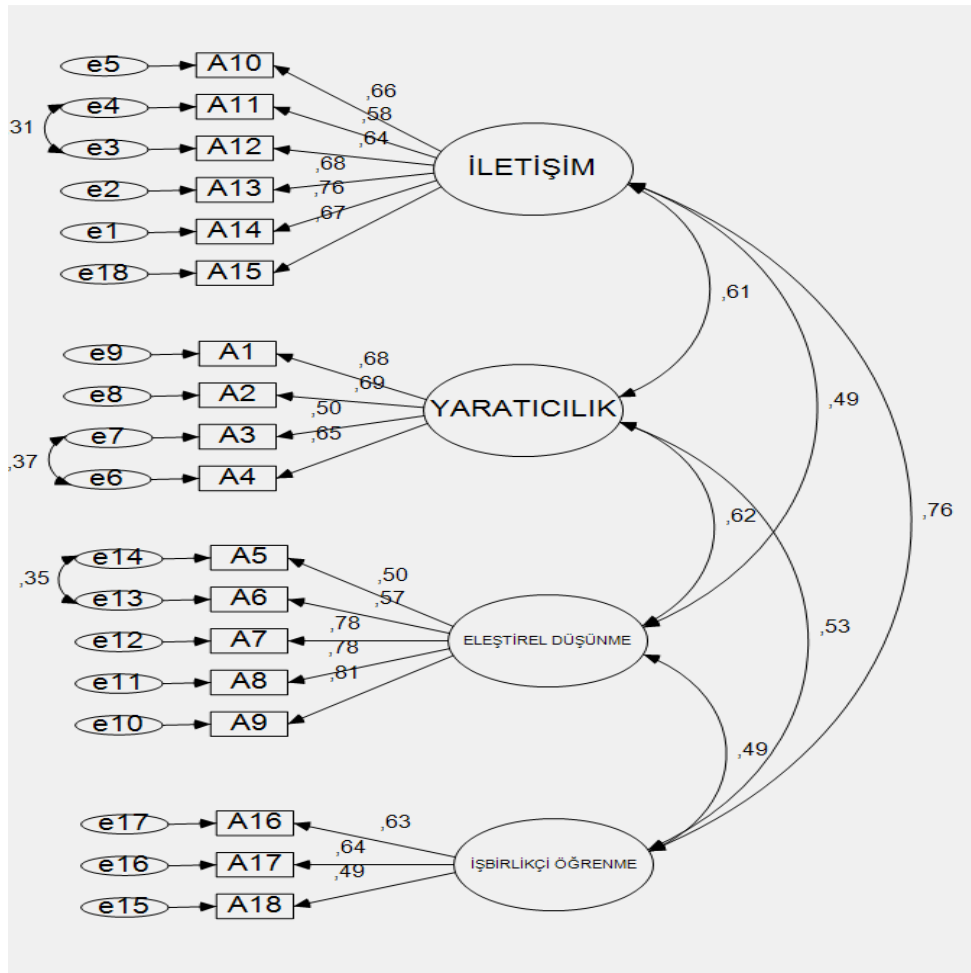 e5 A10
,66
e4 A11
,58
31
,64
e3 A12
İLETİŞİM
,68
e2 A13
,76
e1 A14
,67
e18 A15
,61
e9 A1
,68
e8 A2
,69
,49
,50
YARATICILIK
e7 A3
,65
,37
e6 A4
,76
,62
e14 A5
,50
,35
e13 A6
,57
,78
,53
e12 A7
ELEŞTİREL DÜŞÜNME
,78
e11 A8
,81
e10 A9
,49
e17 A16
,63
,64
e16 A17
İŞBİRLİKÇİ ÖĞRENME
,49
e15 A18